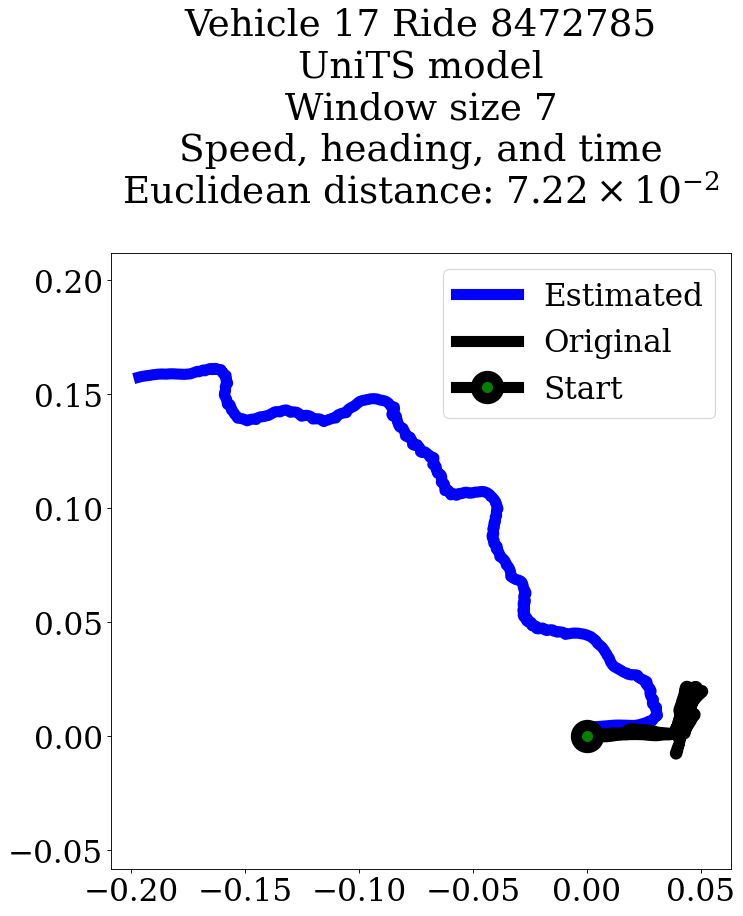 Vehicle 17 Ride 8472785
UniTS model
Window size 7
Speed, heading, and time
Euclidean distance: 7.22 × 10⁻²
Estimated
Original
Start
0.20
0.15
0.10
0.05
0.00
−0.05
−0.20 −0.15 −0.10 −0.05 0.00 0.05